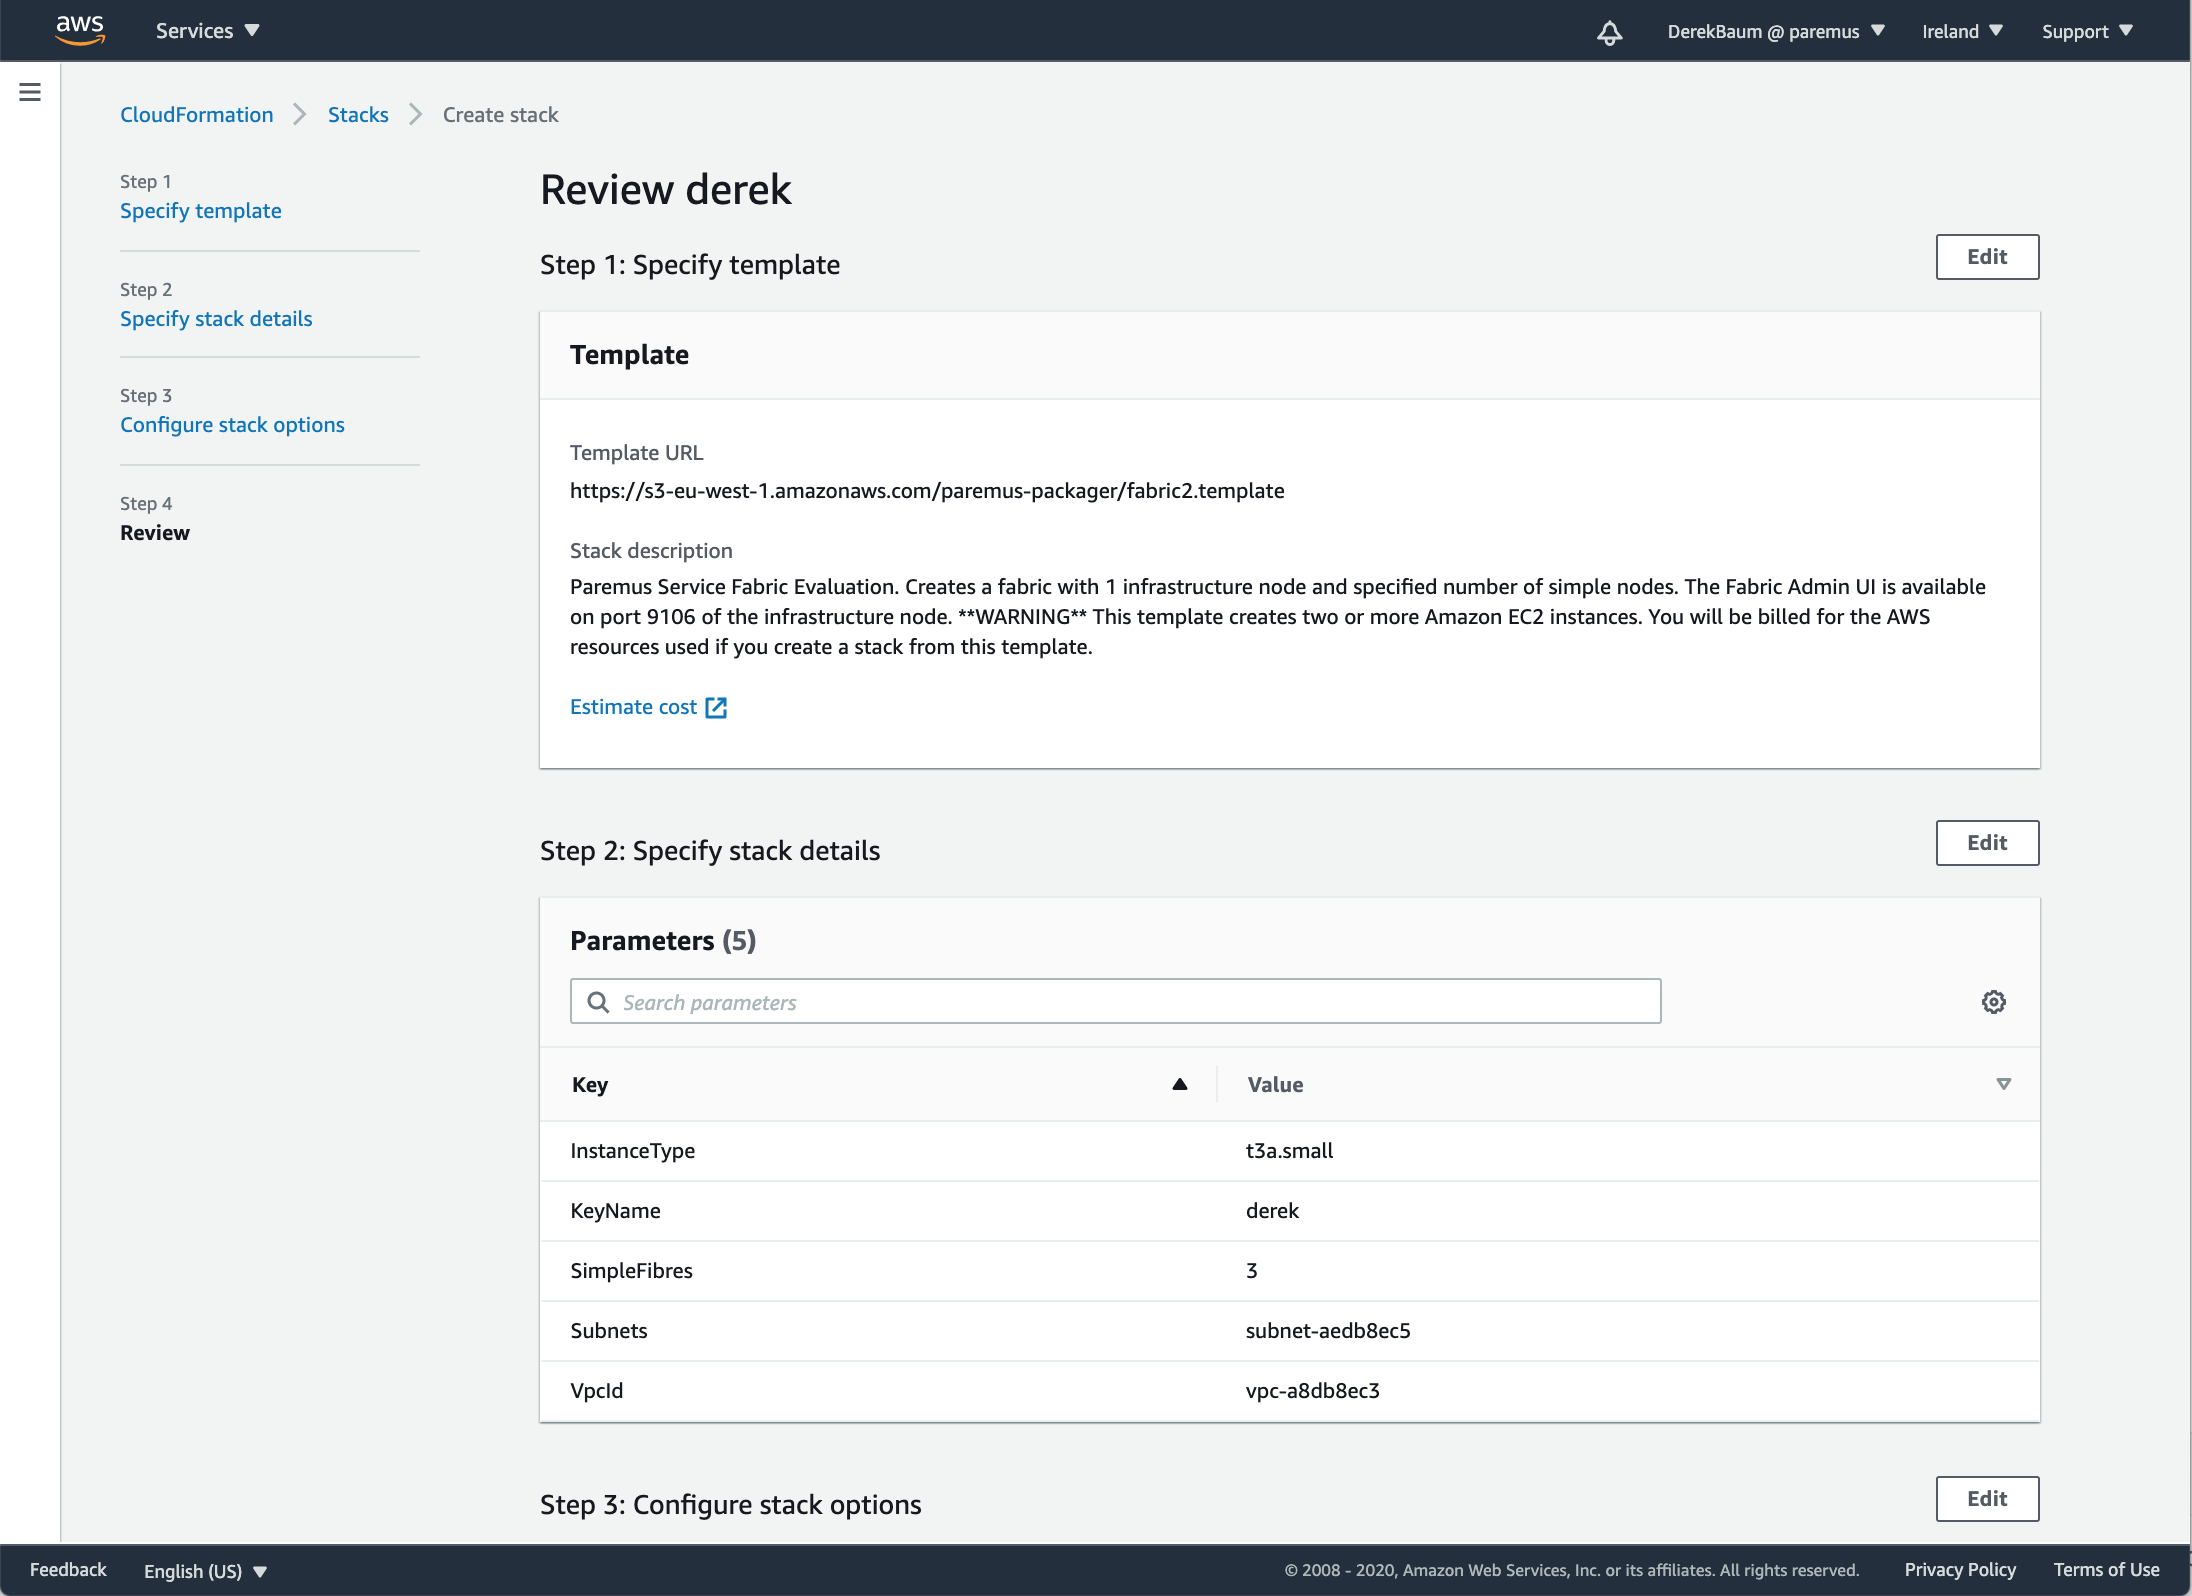 aws
Services
DerekBaum @ paremus
Ireland
Support
CloudFormation
Stacks
Create stack
Step 1
Specify template
Step 2
Specify stack details
Step 3
Configure stack options
Step 4
Review
Review derek
Step 1: Specify template
Edit
Template
Template URL
https://s3-eu-west-1.amazonaws.com/paremus-packager/fabric2.template
Stack description
Paremus Service Fabric Evaluation. Creates a fabric with 1 infrastructure node and specified number of simple nodes. The Fabric Admin UI is available
on port 9106 of the infrastructure node. **WARNING** This template creates two or more Amazon EC2 instances. You will be billed for the AWS
resources used if you create a stack from this template.
Estimate cost
Step 2: Specify stack details
Edit
Parameters (5)
Search parameters
Key
Value
InstanceType
t3a.small
KeyName
derek
SimpleFibres
3
Subnets
subnet-aedb8ec5
VpcId
vpc-a8db8ec3
Step 3: Configure stack options
Edit
Feedback
English (US)
© 2008 - 2020, Amazon Web Services, Inc. or its affiliates. All rights reserved.
Privacy Policy
Terms of Use